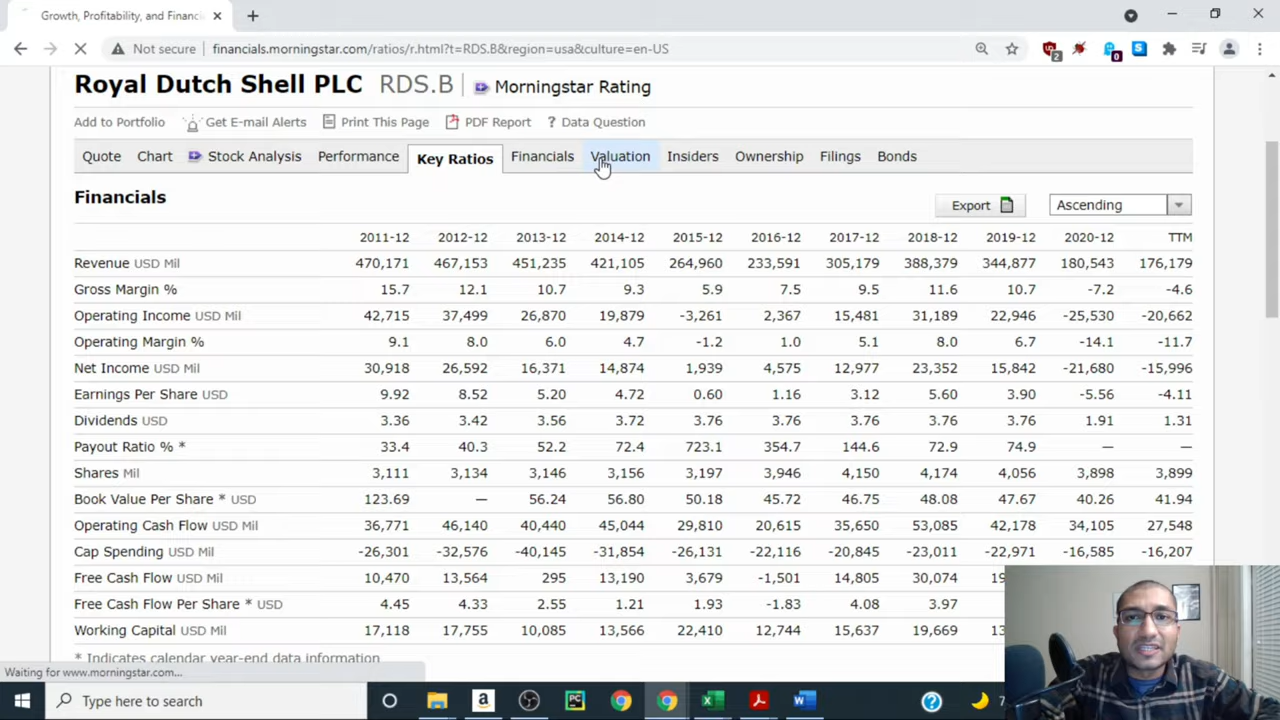 Growth, Profitability, and Financi
Not secure financials.morningstar.com/ratios/r.html?t=RDS.B&region=usa&culture=en-US
2 0
Royal Dutch Shell PLC RDS.B Morningstar Rating
Add to Portfolio Get E-mail Alerts Print This Page PDF Report ? Data Question
Quote Chart Stock Analysis Performance Key Ratios Financials Valuation Insiders Ownership Filings Bonds
Financials Export Ascending
2011-12 2012-12 2013-12 2014-12 2015-12 2016-12 2017-12 2018-12 2019-12 2020-12 TTM
Revenue USD Mil 470,171 467,153 451,235 421,105 264,960 233,591 305,179 388,379 344,877 180,543 176,179
Gross Margin % 15.7 12.1 10.7 9.3 5.9 7.5 9.5 11.6 10.7 -7.2 -4.6
Operating Income USD Mil 42,715 37,499 26,870 19,879 -3,261 2,367 15,481 31,189 22,946 -25,530 -20,662
Operating Margin % 9.1 8.0 6.0 4.7 -1.2 1.0 5.1 8.0 6.7 -14.1 -11.7
Net Income USD Mil 30,918 26,592 16,371 14,874 1,939 4,575 12,977 23,352 15,842 -21,680 -15,996
Earnings Per Share USD 9.92 8.52 5.20 4.72 0.60 1.16 3.12 5.60 3.90 -5.56 -4.11
Dividends USD 3.36 3.42 3.56 3.72 3.76 3.76 3.76 3.76 3.76 1.91 1.31
Payout Ratio % * 33.4 40.3 52.2 72.4 723.1 354.7 144.6 72.9 74.9 — —
Shares Mil 3,111 3,134 3,146 3,156 3,197 3,946 4,150 4,174 4,056 3,898 3,899
Book Value Per Share * USD 123.69 — 56.24 56.80 50.18 45.72 46.75 48.08 47.67 40.26 41.94
Operating Cash Flow USD Mil 36,771 46,140 40,440 45,044 29,810 20,615 35,650 53,085 42,178 34,105 27,548
Cap Spending USD Mil -26,301 -32,576 -40,145 -31,854 -26,131 -22,116 -20,845 -23,011 -22,971 -16,585 -16,207
Free Cash Flow USD Mil 10,470 13,564 295 13,190 3,679 -1,501 14,805 30,074 19
Free Cash Flow Per Share * USD 4.45 4.33 2.55 1.21 1.93 -1.83 4.08 3.97
Working Capital USD Mil 17,118 17,755 10,085 13,566 22,410 12,744 15,637 19,669 13
* Indicates calendar year-end data information
Waiting for www.morningstar.com...
Type here to search